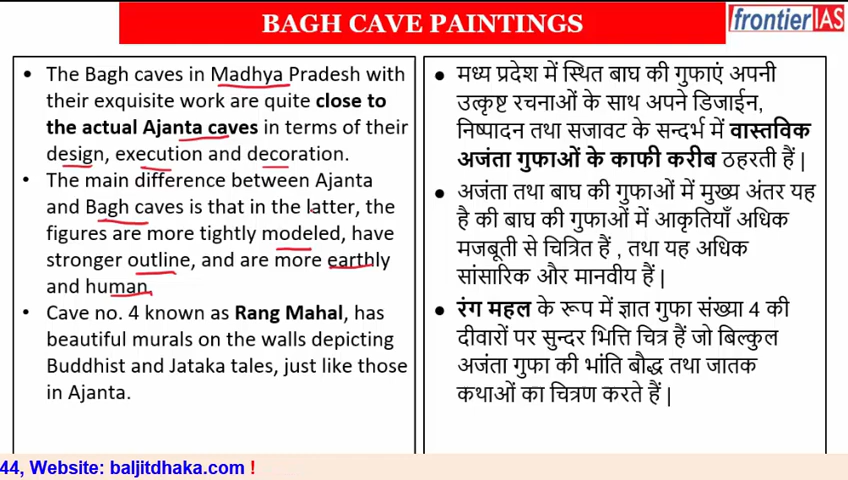 BAGH CAVE PAINTINGS
frontier IAS
• The Bagh caves in Madhya Pradesh with
their exquisite work are quite close to
the actual Ajanta caves in terms of their
design, execution and decoration.
• The main difference between Ajanta
and Bagh caves is that in the latter, the
figures are more tightly modeled, have
stronger outline, and are more earthly
and human.
• Cave no. 4 known as Rang Mahal, has
beautiful murals on the walls depicting
Buddhist and Jataka tales, just like those
in Ajanta.
• मध्य प्रदेश में स्थित बाघ की गुफाएं अपनी
उत्कृष्ट रचनाओं के साथ अपने डिजाईन,
निष्पादन तथा सजावट के सन्दर्भ में वास्तविक
अजंता गुफाओं के काफी करीब ठहरती हैं |
• अजंता तथा बाघ की गुफाओं में मुख्य अंतर यह
है की बाघ की गुफाओं में आकृतियाँ अधिक
मजबूती से चित्रित हैं , तथा यह अधिक
सांसारिक और मानवीय हैं |
• रंग महल के रूप में ज्ञात गुफा संख्या 4 की
दीवारों पर सुन्दर भित्ति चित्र हैं जो बिल्कुल
अजंता गुफा की भांति बौद्ध तथा जातक
कथाओं का चित्रण करते हैं |
44, Website: baljitdhaka.com !